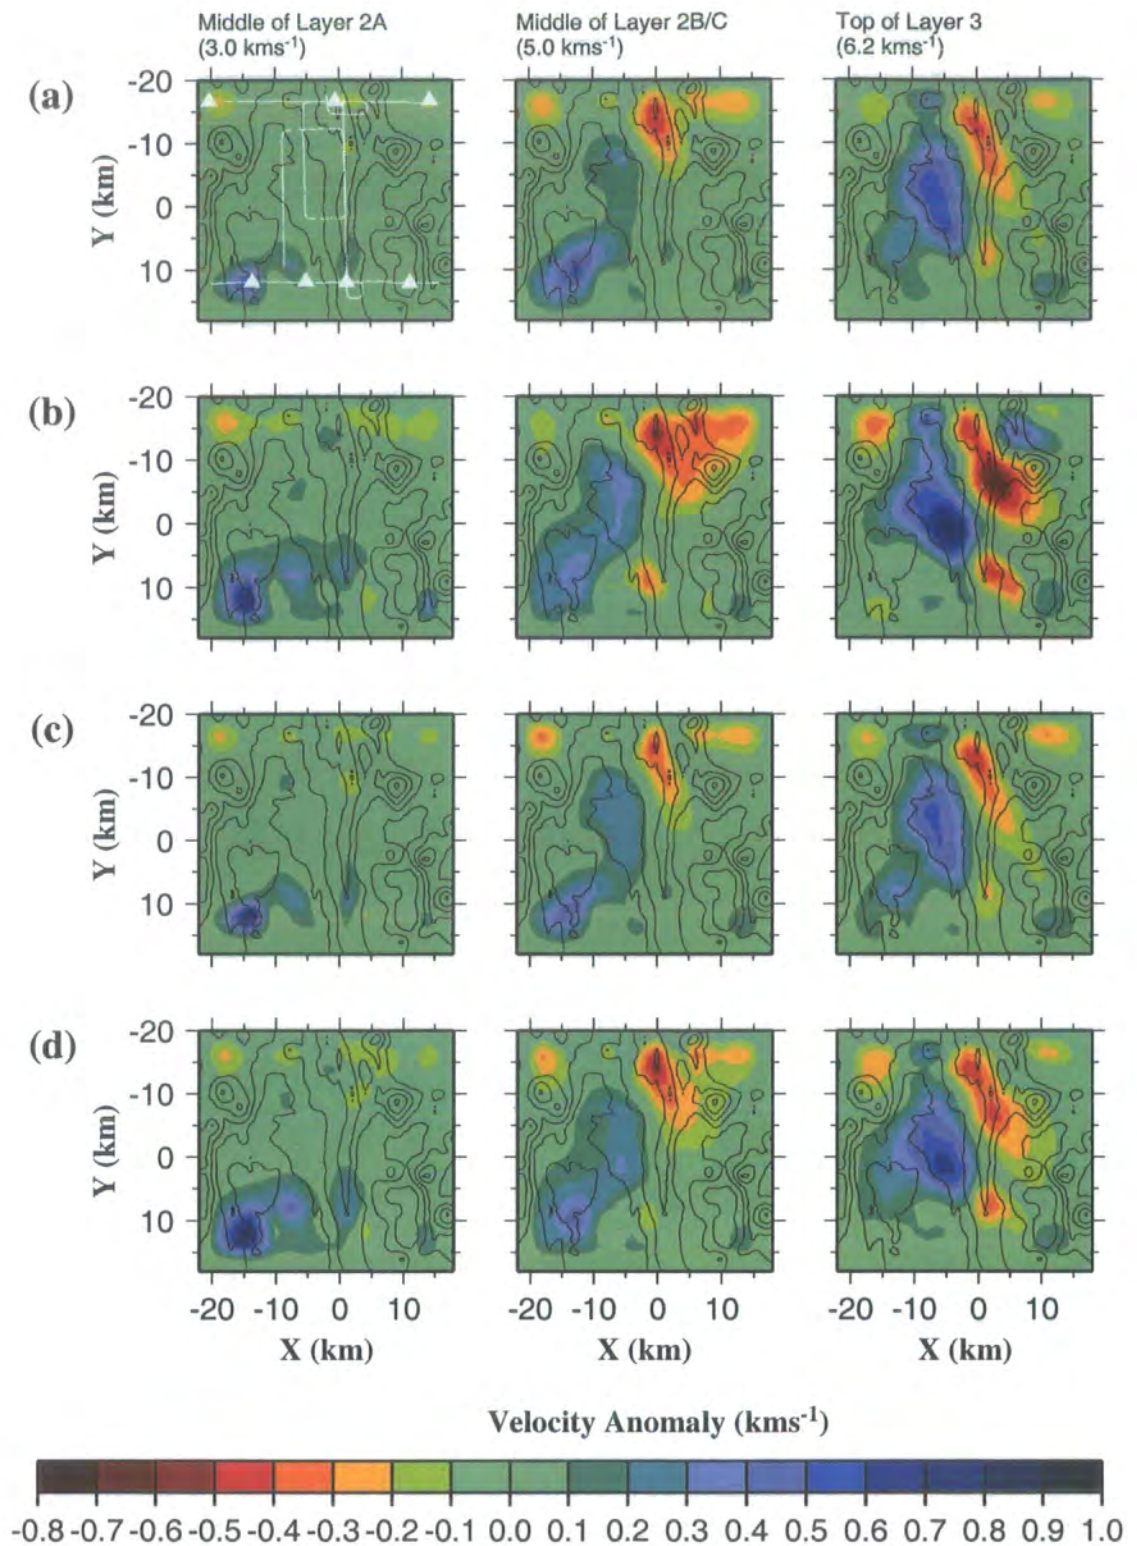 Middle of Layer 2A
(3.0 kms-1)
Middle of Layer 2B/C
(5.0 kms-1)
Top of Layer 3
(6.2 kms-1)
(a)
-20
-10
0
10
Y (km)
(b)
-20
-10
0
10
Y (km)
(c)
-20
-10
0
10
Y (km)
(d)
-20
-10
0
10
Y (km)
-20 -10 0 10
-20 -10 0 10
-20 -10 0 10
X (km)
X (km)
X (km)
Velocity Anomaly (kms-1)
-0.8 -0.7 -0.6 -0.5 -0.4 -0.3 -0.2 -0.1 0.0 0.1 0.2 0.3 0.4 0.5 0.6 0.7 0.8 0.9 1.0